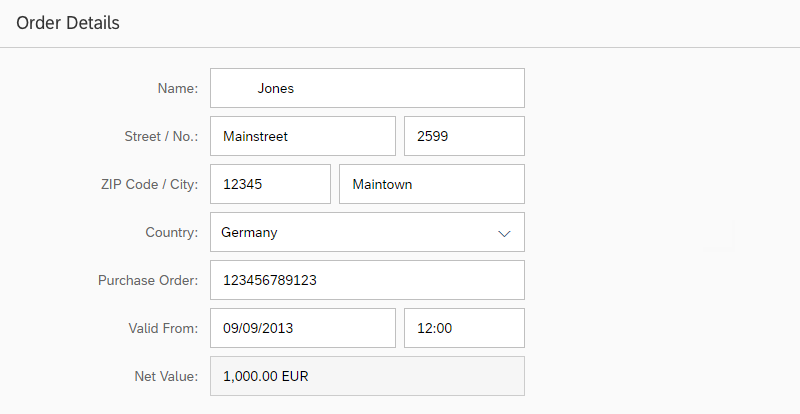 Order Details
Name: Jones
Street / No.: Mainstreet 2599
ZIP Code / City: 12345 Maintown
Country: Germany
Purchase Order: 123456789123
Valid From: 09/09/2013 12:00
Net Value: 1,000.00 EUR